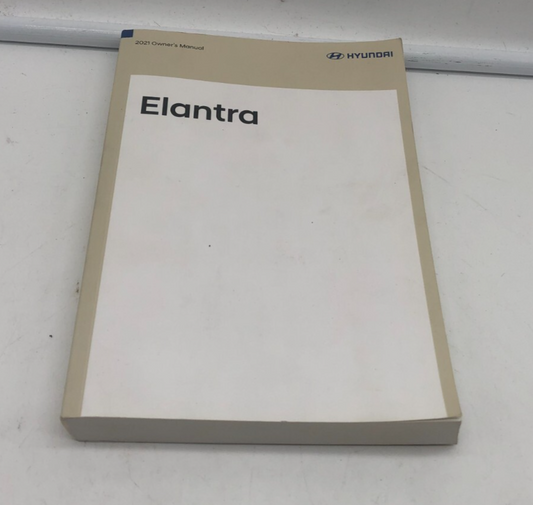 2021 Owner's Manual
HYUNDAI
Elantra